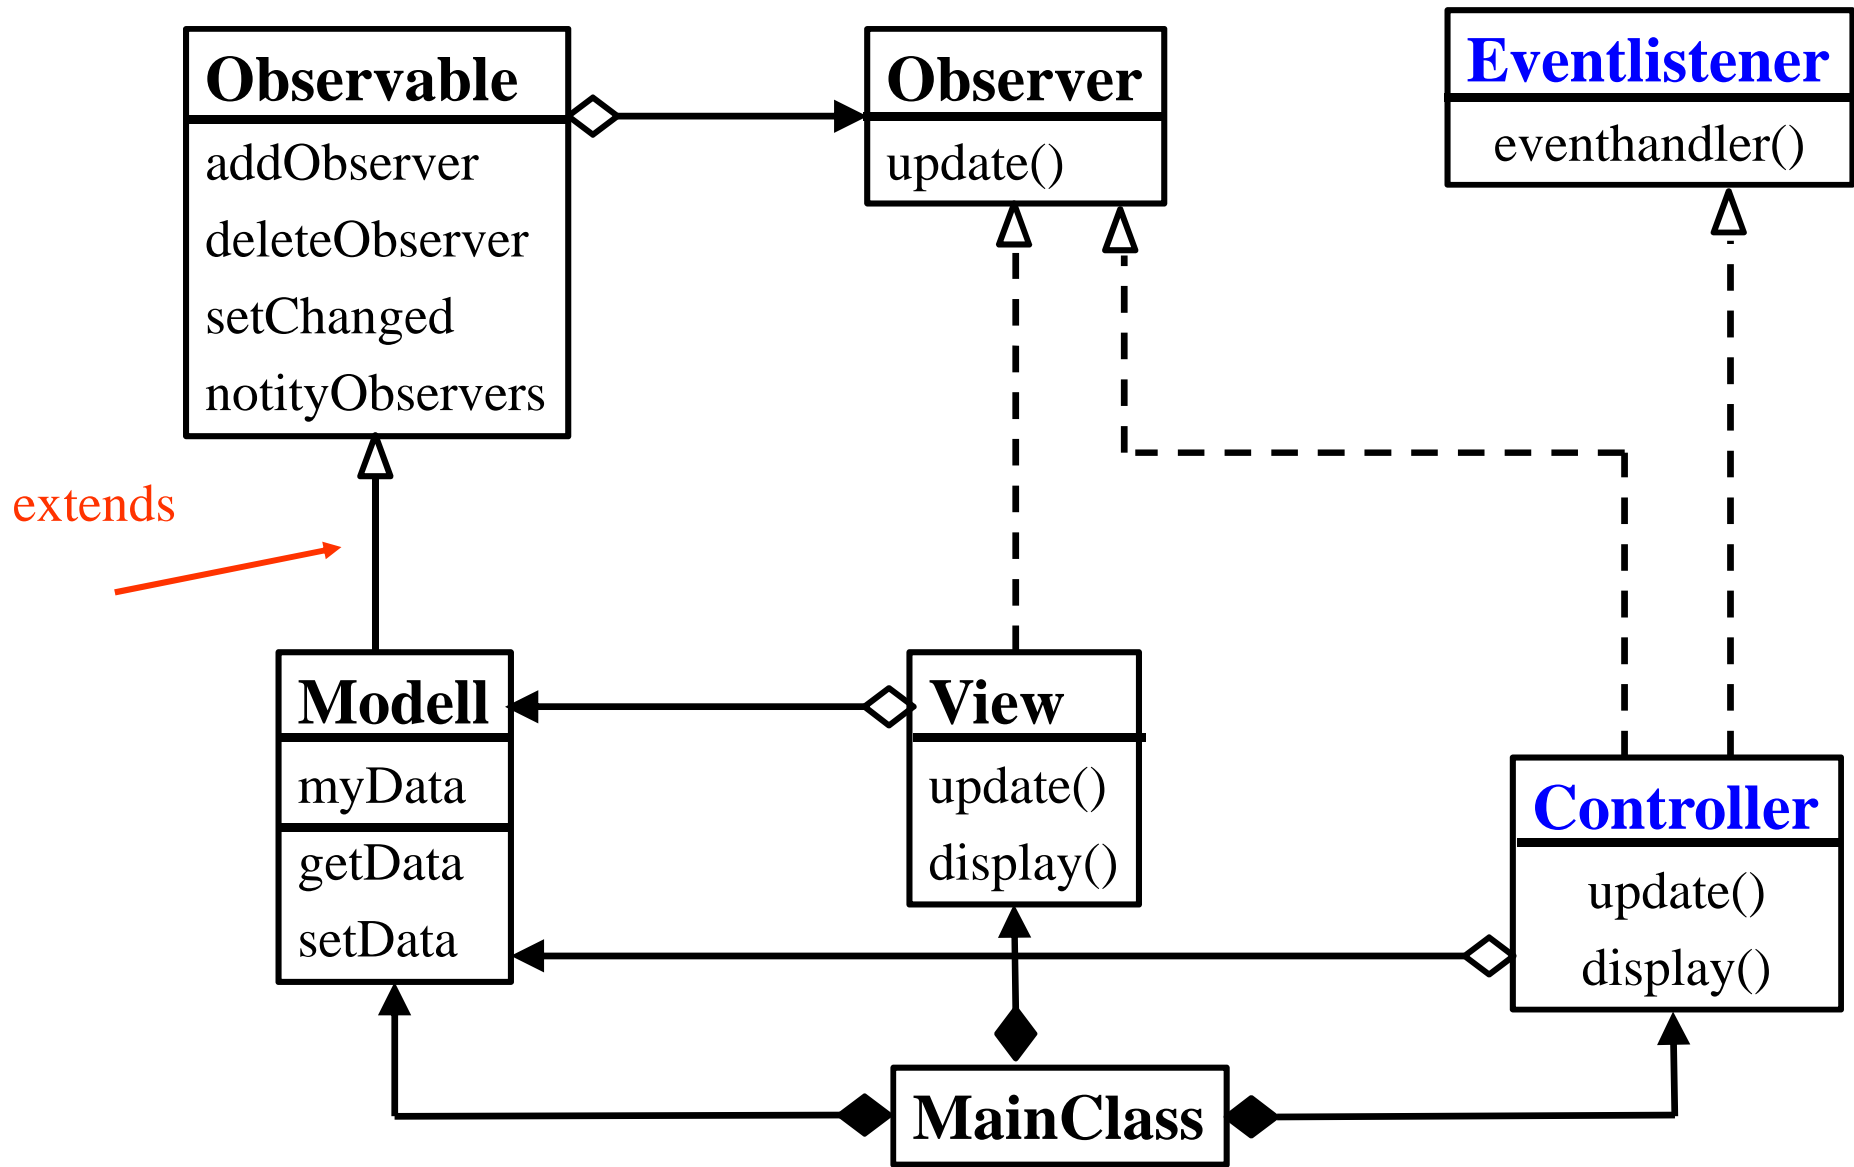 Observable
addObserver
deleteObserver
setChanged
notityObservers
Observer
update()
Eventlistener
eventhandler()
extends
Modell
myData
getData
setData
View
update()
display()
Controller
update()
display()
MainClass